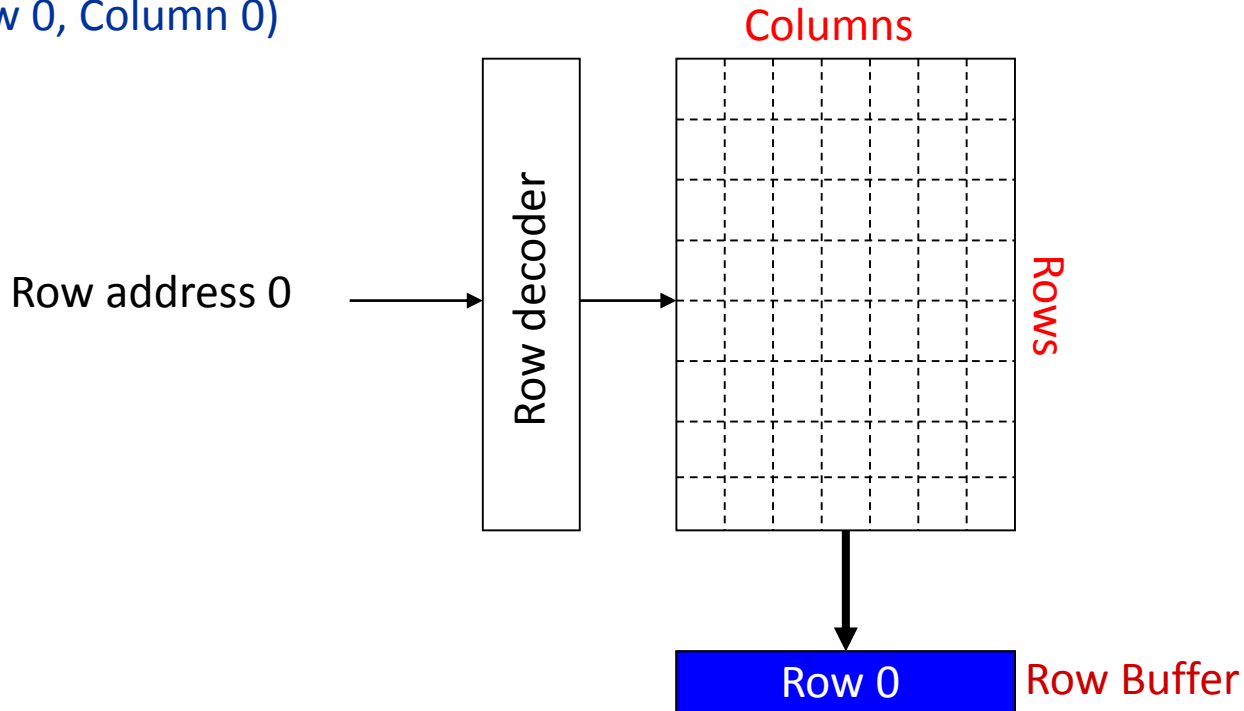 0, Column 0)
Columns
Row decoder
Rows
Row address 0
Row 0
Row Buffer